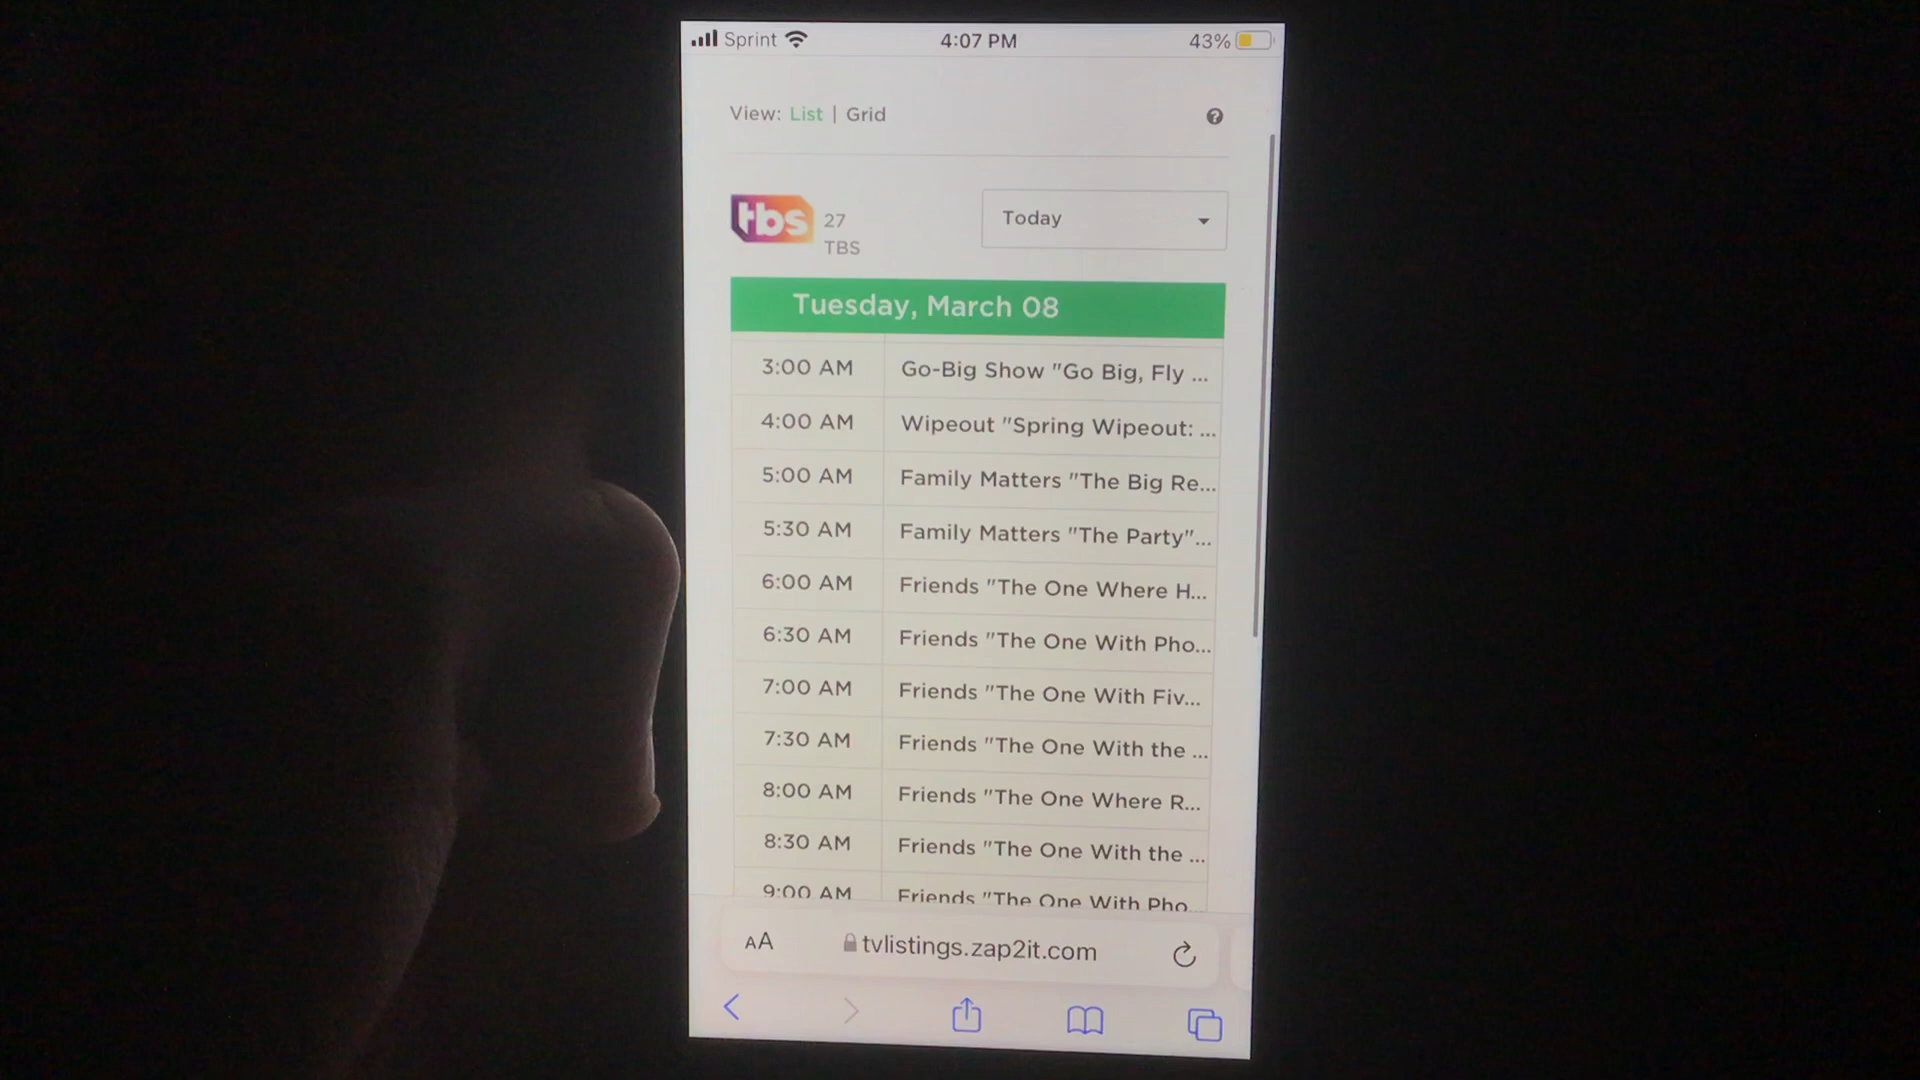 Sprint 4:07 PM 43%
View: List | Grid ?
tbs 27 TBS Today
Tuesday, March 08
3:00 AM Go-Big Show "Go Big, Fly ...
4:00 AM Wipeout "Spring Wipeout: ...
5:00 AM Family Matters "The Big Re...
5:30 AM Family Matters "The Party"...
6:00 AM Friends "The One Where H...
6:30 AM Friends "The One With Pho...
7:00 AM Friends "The One With Fiv...
7:30 AM Friends "The One With the ...
8:00 AM Friends "The One Where R...
8:30 AM Friends "The One With the ...
9:00 AM Friends "The One With Pho
AA tvlistings.zap2it.com